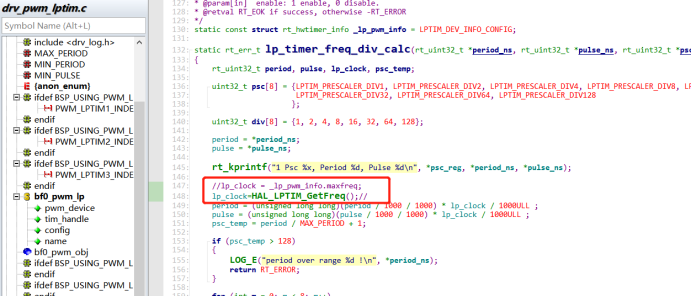 drv_pwm_lptim.c
Symbol Name (Alt+L)
include <drv_log.h>
MAX_PERIOD
MIN_PERIOD
MIN_PULSE
{anon_enum}
ifdef BSP_USING_PWM_L
PWM_LPTIM1_INDE
endif
ifdef BSP_USING_PWM_L
PWM_LPTIM2_INDE
endif
ifdef BSP_USING_PWM_L
PWM_LPTIM3_INDE
endif
bf0_pwm_lp
pwm_device
tim_handle
config
name
bf0_pwm_obj
ifdef BSP_USING_PWM_L
endif
ifdef BSP_USING_PWM_L
endif
127: * @param[in] enable: 1 enable, 0 disable.
128: * @retval RT_EOK if success, otherwise -RT_ERROR
129: */
130: static const struct rt_hwtimer_info _lp_pwm_info = LPTIM_DEV_INFO_CONFIG;
131:
132: static rt_err_t lp_timer_freq_div_calc(rt_uint32_t *period_ns, rt_uint32_t *pulse_ns, rt_uint32_t *psc
133: {
134: rt_uint32_t period, pulse, lp_clock, psc_temp;
135:
136: uint32_t psc[8] = {LPTIM_PRESCALER_DIV1, LPTIM_PRESCALER_DIV2, LPTIM_PRESCALER_DIV4, LPTIM_PRESCALER_DIV8, L
137: LPTIM_PRESCALER_DIV32, LPTIM_PRESCALER_DIV64, LPTIM_PRESCALER_DIV128
138: };
139:
140: uint32_t div[8] = {1, 2, 4, 8, 16, 32, 64, 128};
141:
142: period = *period_ns;
143: pulse = *pulse_ns;
144:
145: rt_kprintf("1 Psc %x, Period %d, Pulse %d\n", *psc_reg, *period_ns, *pulse_ns);
146:
147: //lp_clock = _lp_pwm_info.maxfreq;
148: lp_clock=HAL_LPTIM_GetFreq();//
149: period = (unsigned long long)(period / 1000 / 1000) * lp_clock / 1000ULL ;
150: pulse = (unsigned long long)(pulse / 1000 / 1000) * lp_clock / 1000ULL ;
151: psc_temp = period / MAX_PERIOD + 1;
152:
153: if (psc_temp > 128)
154: {
155: LOG_E("period over range %d !\n", *period_ns);
156: return RT_ERROR;
157: }
158: